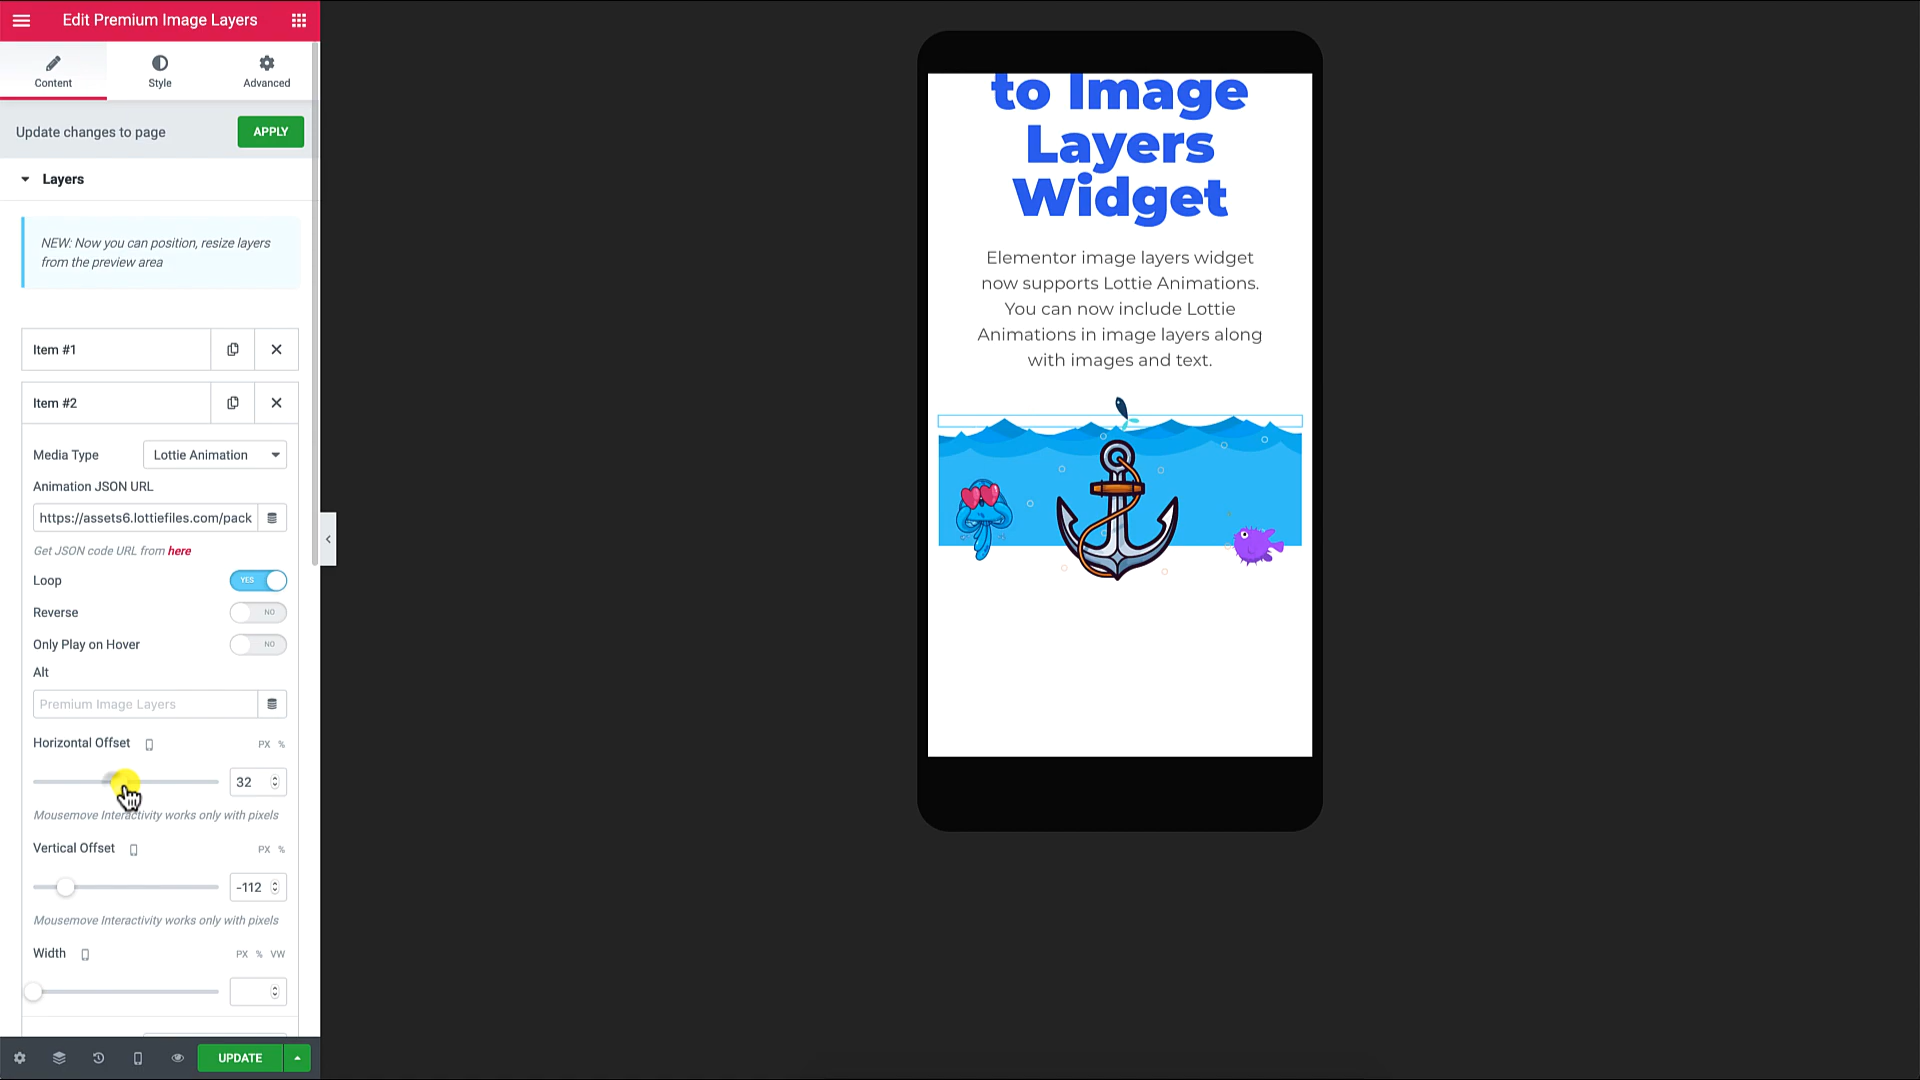 Edit Premium Image Layers
Content
Style
Advanced
Update changes to page
APPLY
Layers
NEW: Now you can position, resize layers
from the preview area
Item #1
Item #2
Media Type
Lottie Animation
Animation JSON URL
https://assets6.lottiefiles.com/pack
Get JSON code URL from here
Loop
YES
Reverse
NO
Only Play on Hover
NO
Alt
Premium Image Layers
Horizontal Offset
PX %
32
Mousemove Interactivity works only with pixels
Vertical Offset
PX %
-112
Mousemove Interactivity works only with pixels
Width
PX % VW
UPDATE
to Image
Layers
Widget
Elementor image layers widget
now supports Lottie Animations.
You can now include Lottie
Animations in image layers along
with images and text.